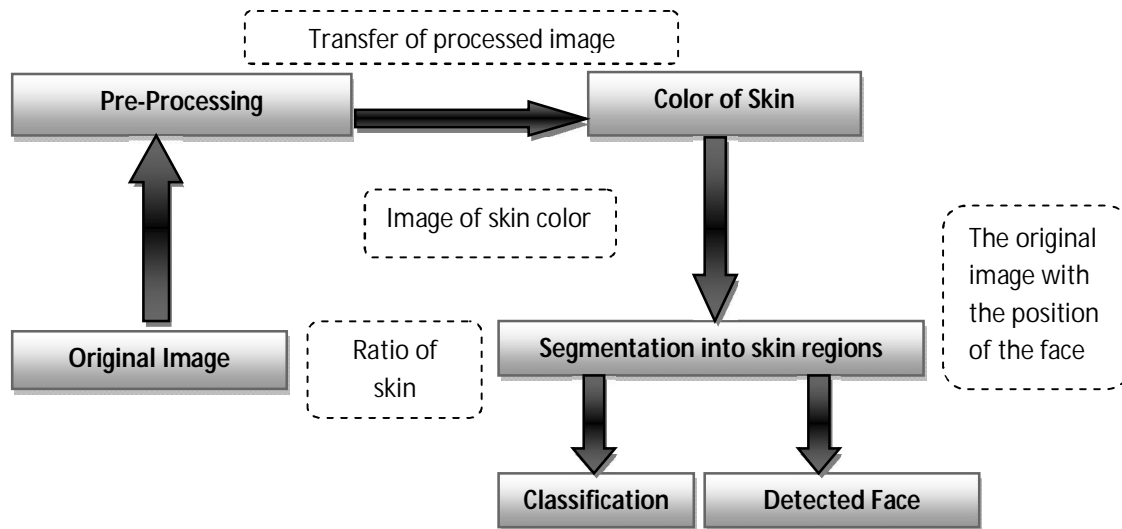 Transfer of processed image
Pre-Processing
Color of Skin
Image of skin color
The original
image with
the position
of the face
Original Image
Ratio of
skin
Segmentation into skin regions
Classification
Detected Face